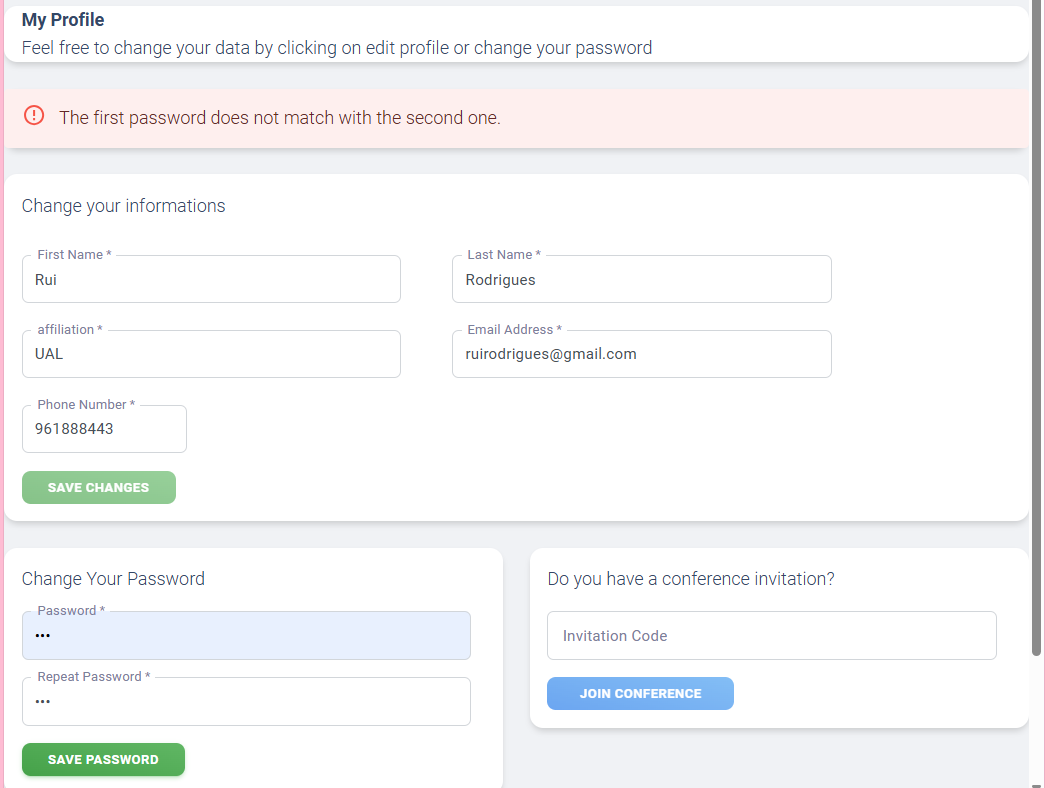 My Profile
Feel free to change your data by clicking on edit profile or change your password
The first password does not match with the second one.
Change your informations
First Name *
Rui
Last Name *
Rodrigues
affiliation *
UAL
Email Address *
ruirodrigues@gmail.com
Phone Number *
961888443
SAVE CHANGES
Change Your Password
Password *
•••
Repeat Password *
•••
SAVE PASSWORD
Do you have a conference invitation?
Invitation Code
JOIN CONFERENCE